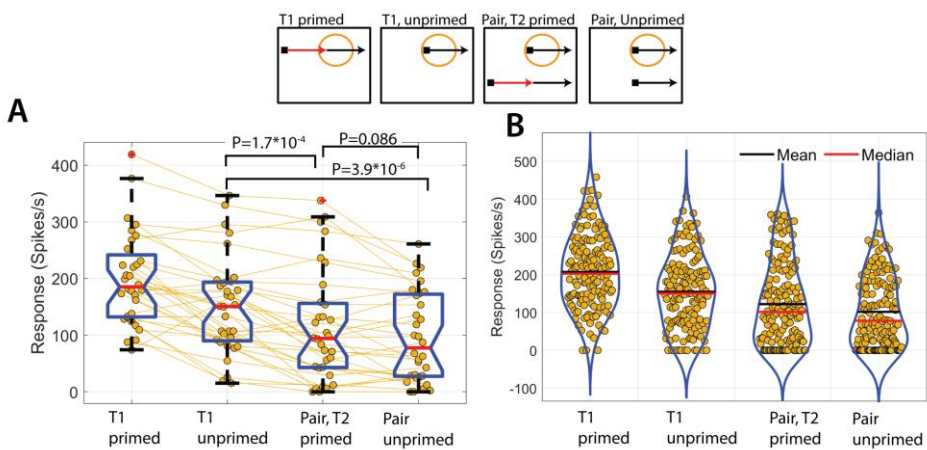 T1 primed T1, unprimed Pair, T2 primed Pair, Unprimed
A
P=1.7*10-4
P=0.086
P=3.9*10-6
Response (Spikes/s)
400
300
200
100
0
T1 primed
T1 unprimed
Pair, T2 primed
Pair unprimed
B
Mean Median
Response (Spikes/s)
500
400
300
200
100
0
-100
T1 primed
T1 unprimed
Pair, T2 primed
Pair unprimed